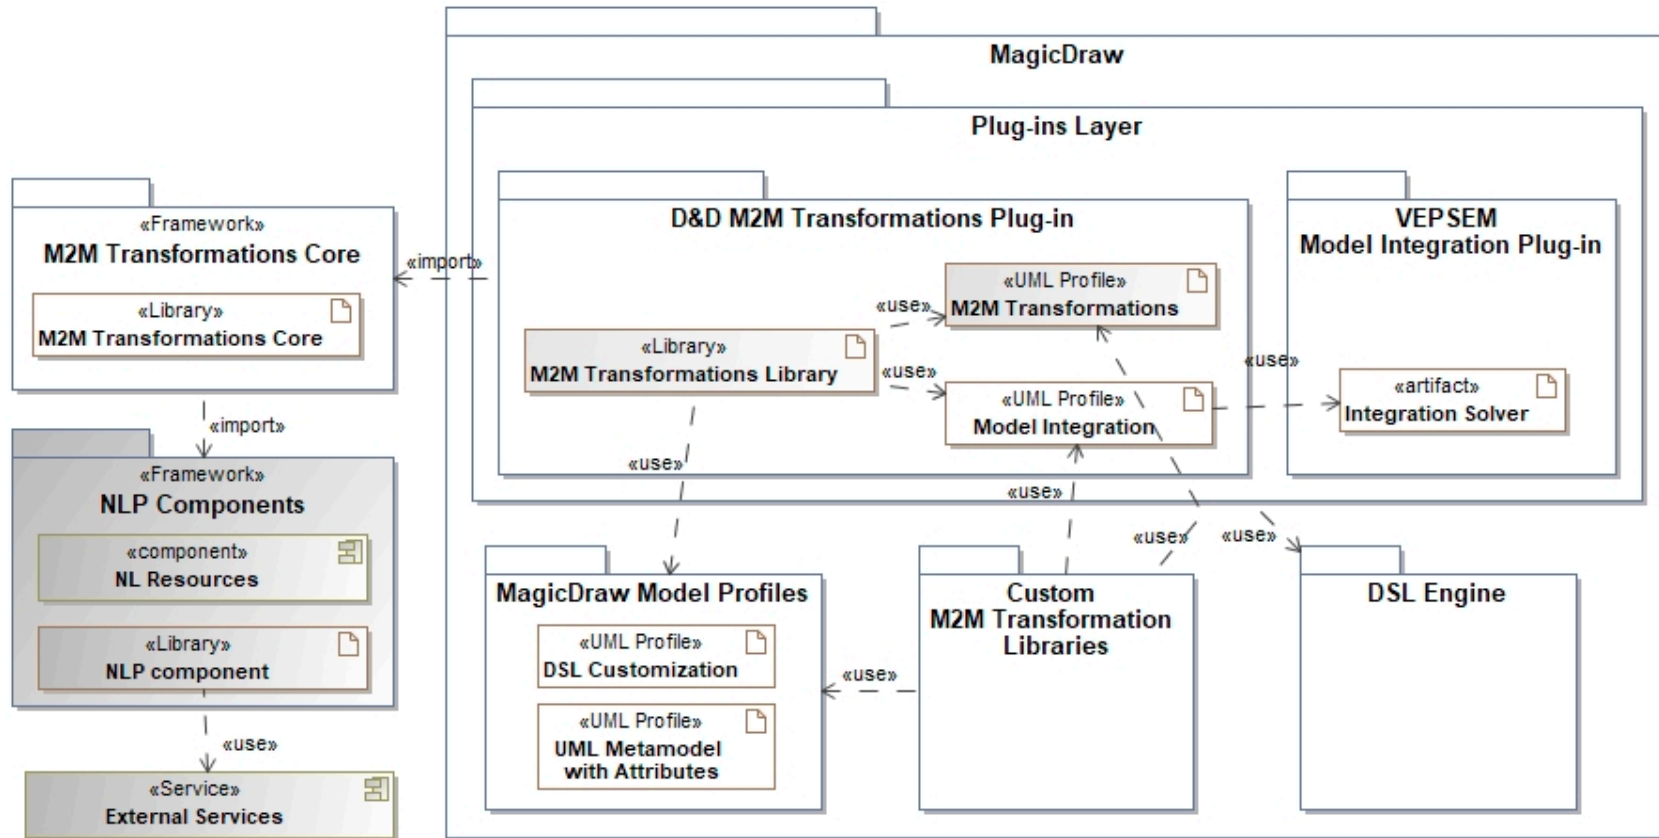 MagicDraw
Plug-ins Layer
D&D M2M Transformations Plug-in
VEPSEM
Model Integration Plug-in
«Framework»
M2M Transformations Core
«import»
«Library»
M2M Transformations Core
«UML Profile»
M2M Transformations
«use»
«Library»
M2M Transformations Library
«use»
«use»
«UML Profile»
Model Integration
«artifact»
Integration Solver
«import»
«use»
«use»
«use»
«use»
«Framework»
NLP Components
«component»
NL Resources
«Library»
NLP component
«use»
«Service»
External Services
MagicDraw Model Profiles
«UML Profile»
DSL Customization
«UML Profile»
UML Metamodel
with Attributes
«use»
Custom
M2M Transformation
Libraries
DSL Engine